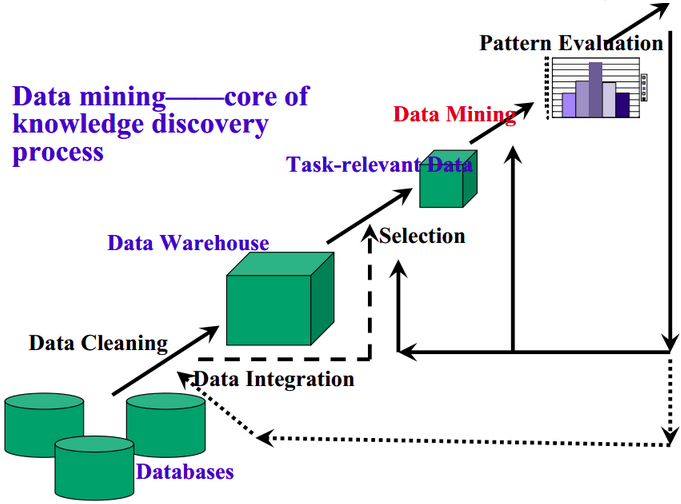 Pattern Evaluation
Data mining——core of
knowledge discovery
process
Data Mining
Task-relevant Data
Selection
Data Warehouse
Data Cleaning
Data Integration
Databases